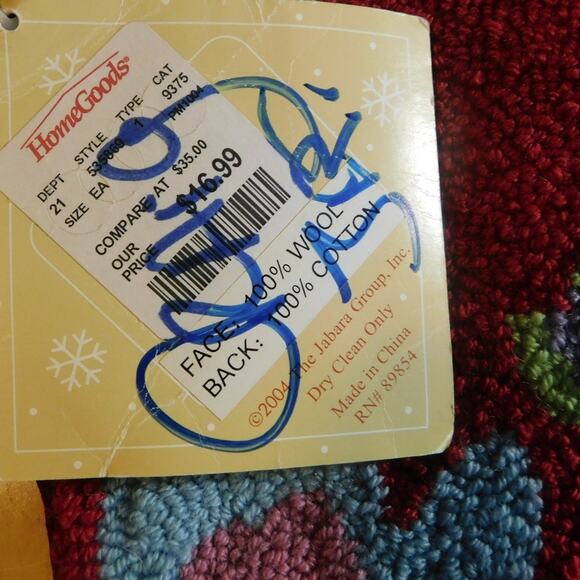 HomeGoods
DEPT STYLE TYPE CAT
21 9375
SIZE EA PM1004
COMPARE AT $35.00
OUR PRICE $16.99
FACE: 100% WOOL
BACK: 100% COTTON
©2004 The Jabara Group, Inc.
Dry Clean Only
Made in China
RN# 89854